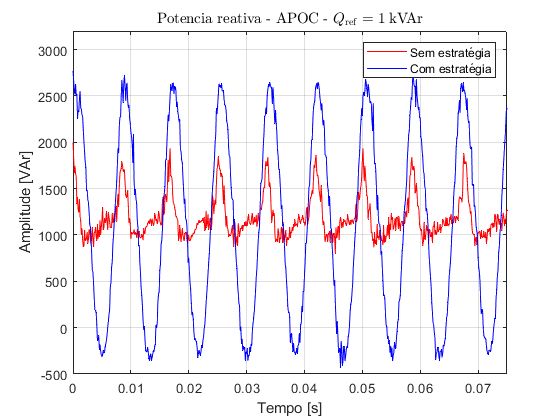 Potencia reativa - APOC - Qref = 1 kVAr
Sem estratégia
Com estratégia
Amplitude [VAr]
3000
2500
2000
1500
1000
500
0
-500
0 0.01 0.02 0.03 0.04 0.05 0.06 0.07
Tempo [s]